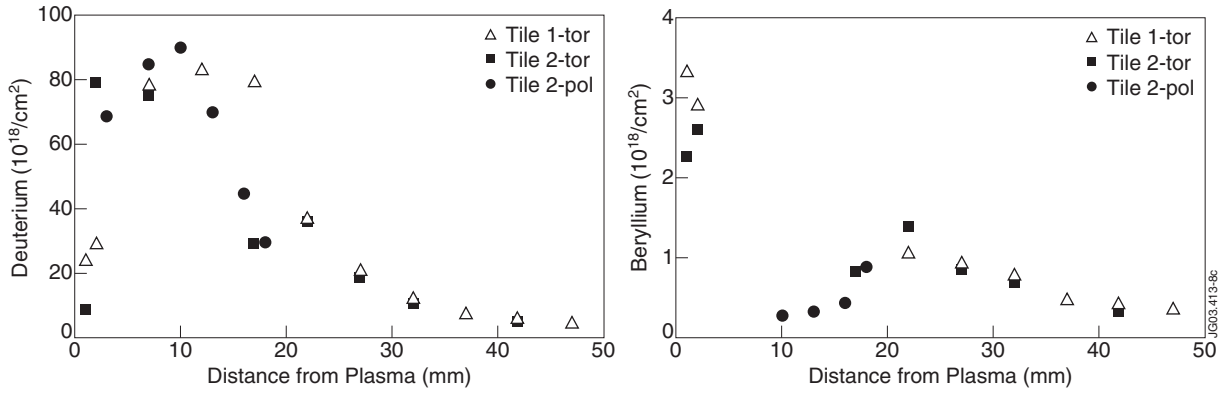 100
80
60
40
20
0
0
10
20
30
40
50
Deuterium (10¹⁸/cm²)
Distance from Plasma (mm)
Tile 1-tor
Tile 2-tor
Tile 2-pol
4
3
2
1
0
0
10
20
30
40
50
Beryllium (10¹⁸/cm²)
Distance from Plasma (mm)
Tile 1-tor
Tile 2-tor
Tile 2-pol
JG03.413-8c